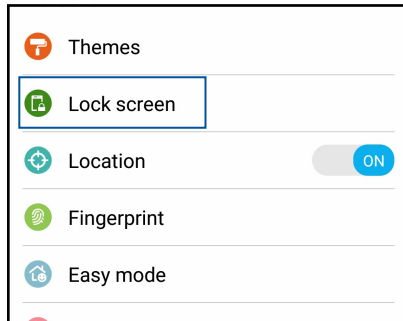 Themes
Lock screen
Location
ON
Fingerprint
Easy mode